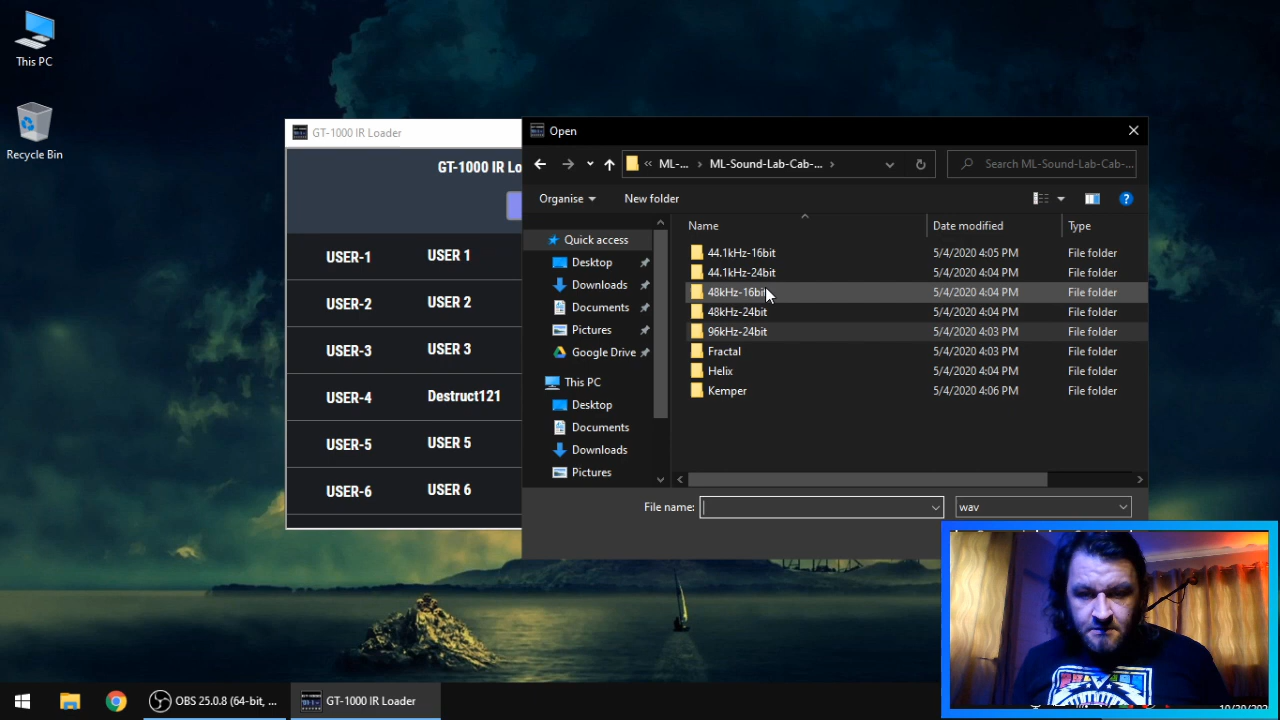 This PC
Recycle Bin
GT-1000 IR Loader
GT-1000 IR Lo
USER-1 USER 1
USER-2 USER 2
USER-3 USER 3
USER-4 Destruct121
USER-5 USER 5
USER-6 USER 6
Open
« ML-... › ML-Sound-Lab-Cab-... ›
Search ML-Sound-Lab-Cab-...
Organise New folder
Quick access
Desktop
Downloads
Documents
Pictures
Google Drive
This PC
Desktop
Documents
Downloads
Pictures
Name Date modified Type
44.1kHz-16bit 5/4/2020 4:05 PM File folder
44.1kHz-24bit 5/4/2020 4:04 PM File folder
48kHz-16bit 5/4/2020 4:04 PM File folder
48kHz-24bit 5/4/2020 4:04 PM File folder
96kHz-24bit 5/4/2020 4:03 PM File folder
Fractal 5/4/2020 4:03 PM File folder
Helix 5/4/2020 4:04 PM File folder
Kemper 5/4/2020 4:06 PM File folder
File name: wav
OBS 25.0.8 (64-bit, ...
GT-1000 IR Loader